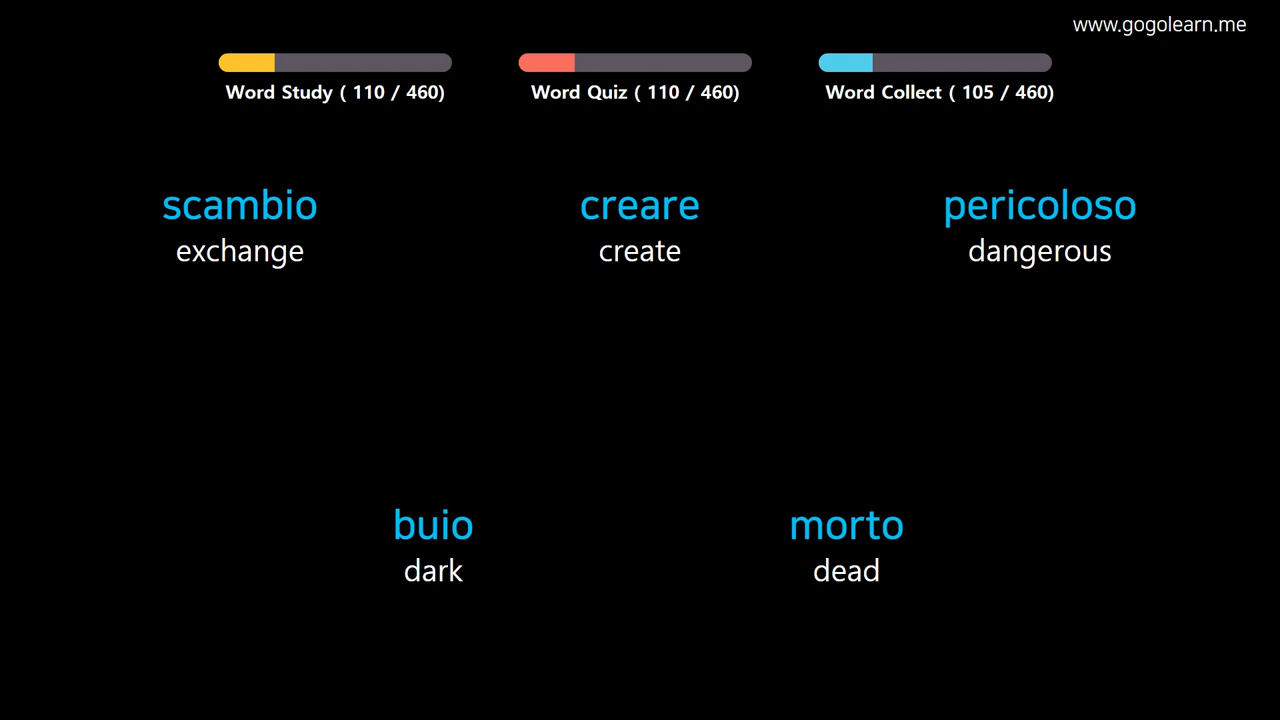 www.gogolearn.me
Word Study ( 110 / 460)
Word Quiz ( 110 / 460)
Word Collect ( 105 / 460)
scambio
exchange
creare
create
pericoloso
dangerous
buio
dark
morto
dead